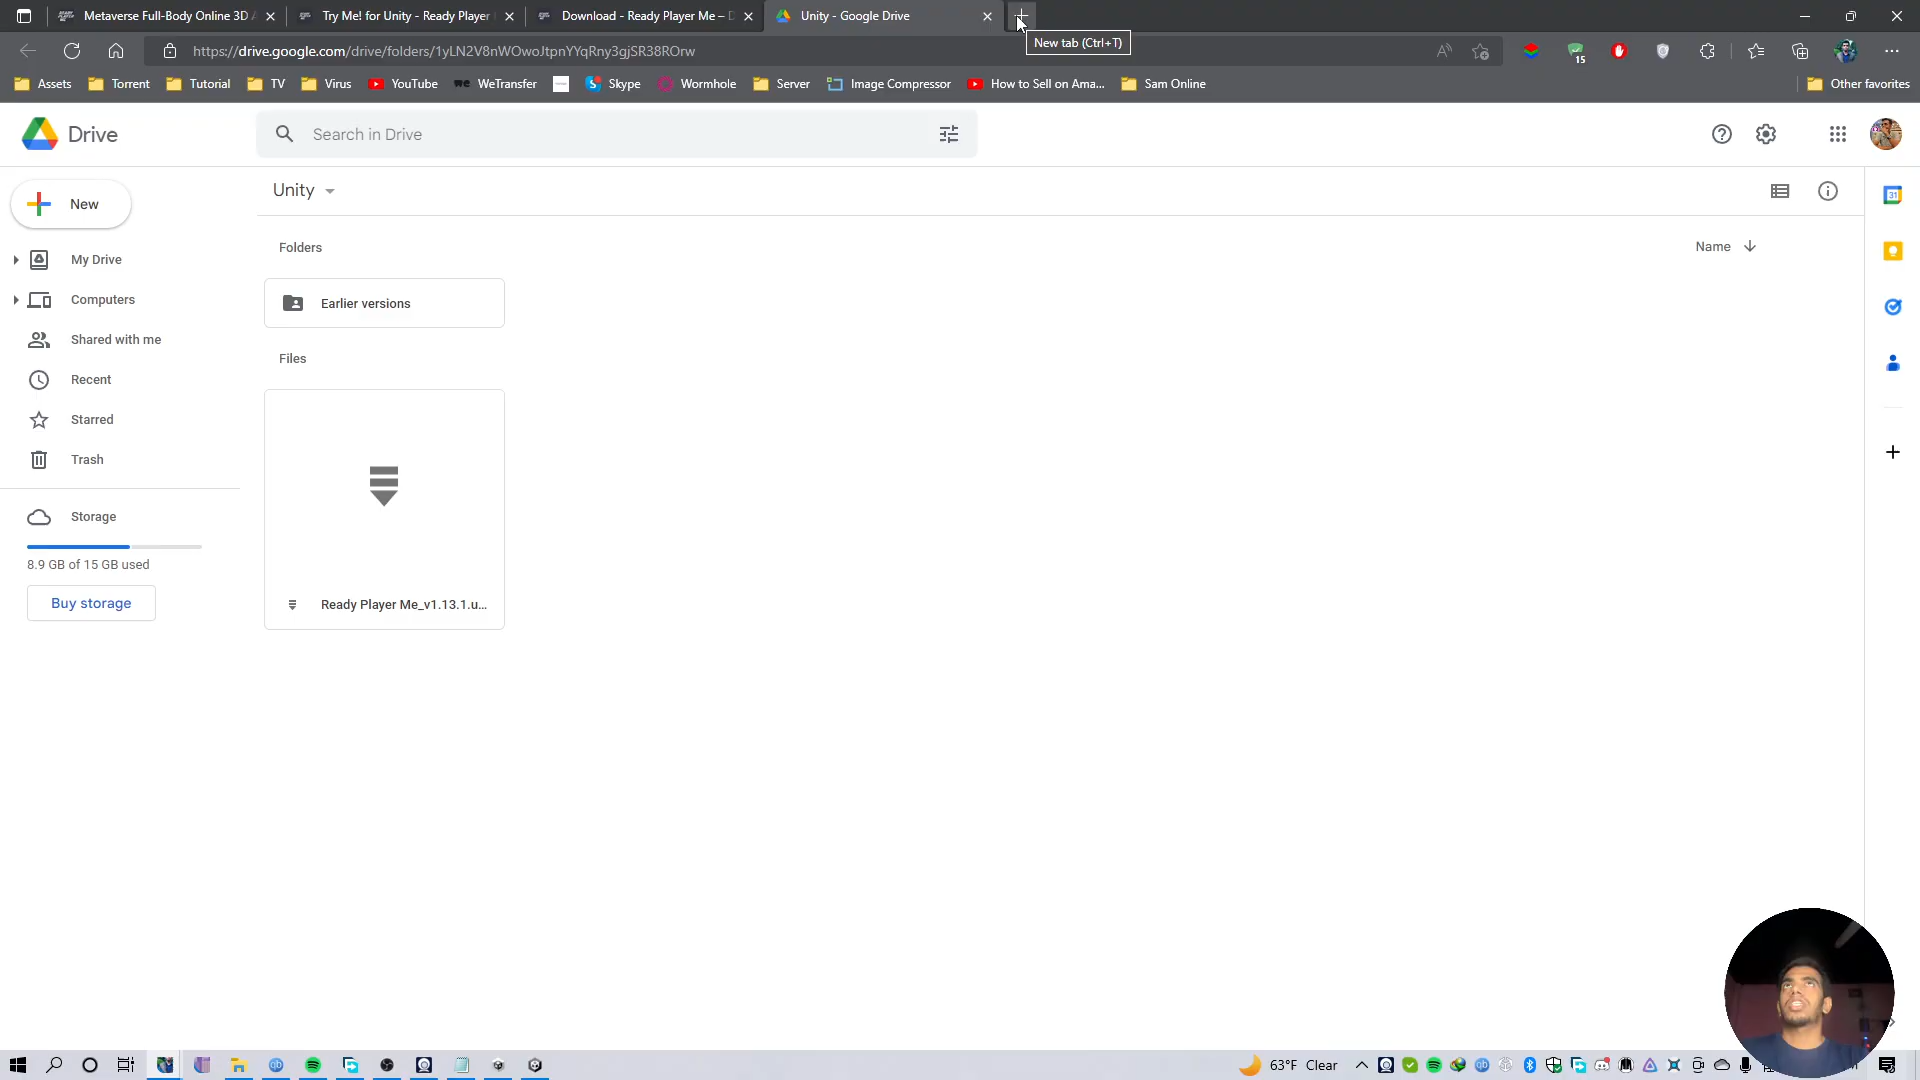 Metaverse Full-Body Online 3D
Try Me! for Unity - Ready Player
Download - Ready Player Me –
Unity - Google Drive
New tab (Ctrl+T)
https://drive.google.com/drive/folders/1yLN2V8nWOwoJtpnYYqRny3gjSR38ROrw
15
Assets
Torrent
Tutorial
TV
Virus
YouTube
we
WeTransfer
Skype
Wormhole
Server
Image Compressor
How to Sell on Ama...
Sam Online
Other favorites
Drive
Search in Drive
New
Unity
31
My Drive
Folders
Name
Computers
Earlier versions
Shared with me
Files
Recent
Starred
Trash
Storage
8.9 GB of 15 GB used
Buy storage
Ready Player Me_v1.13.1.u...
63°F Clear